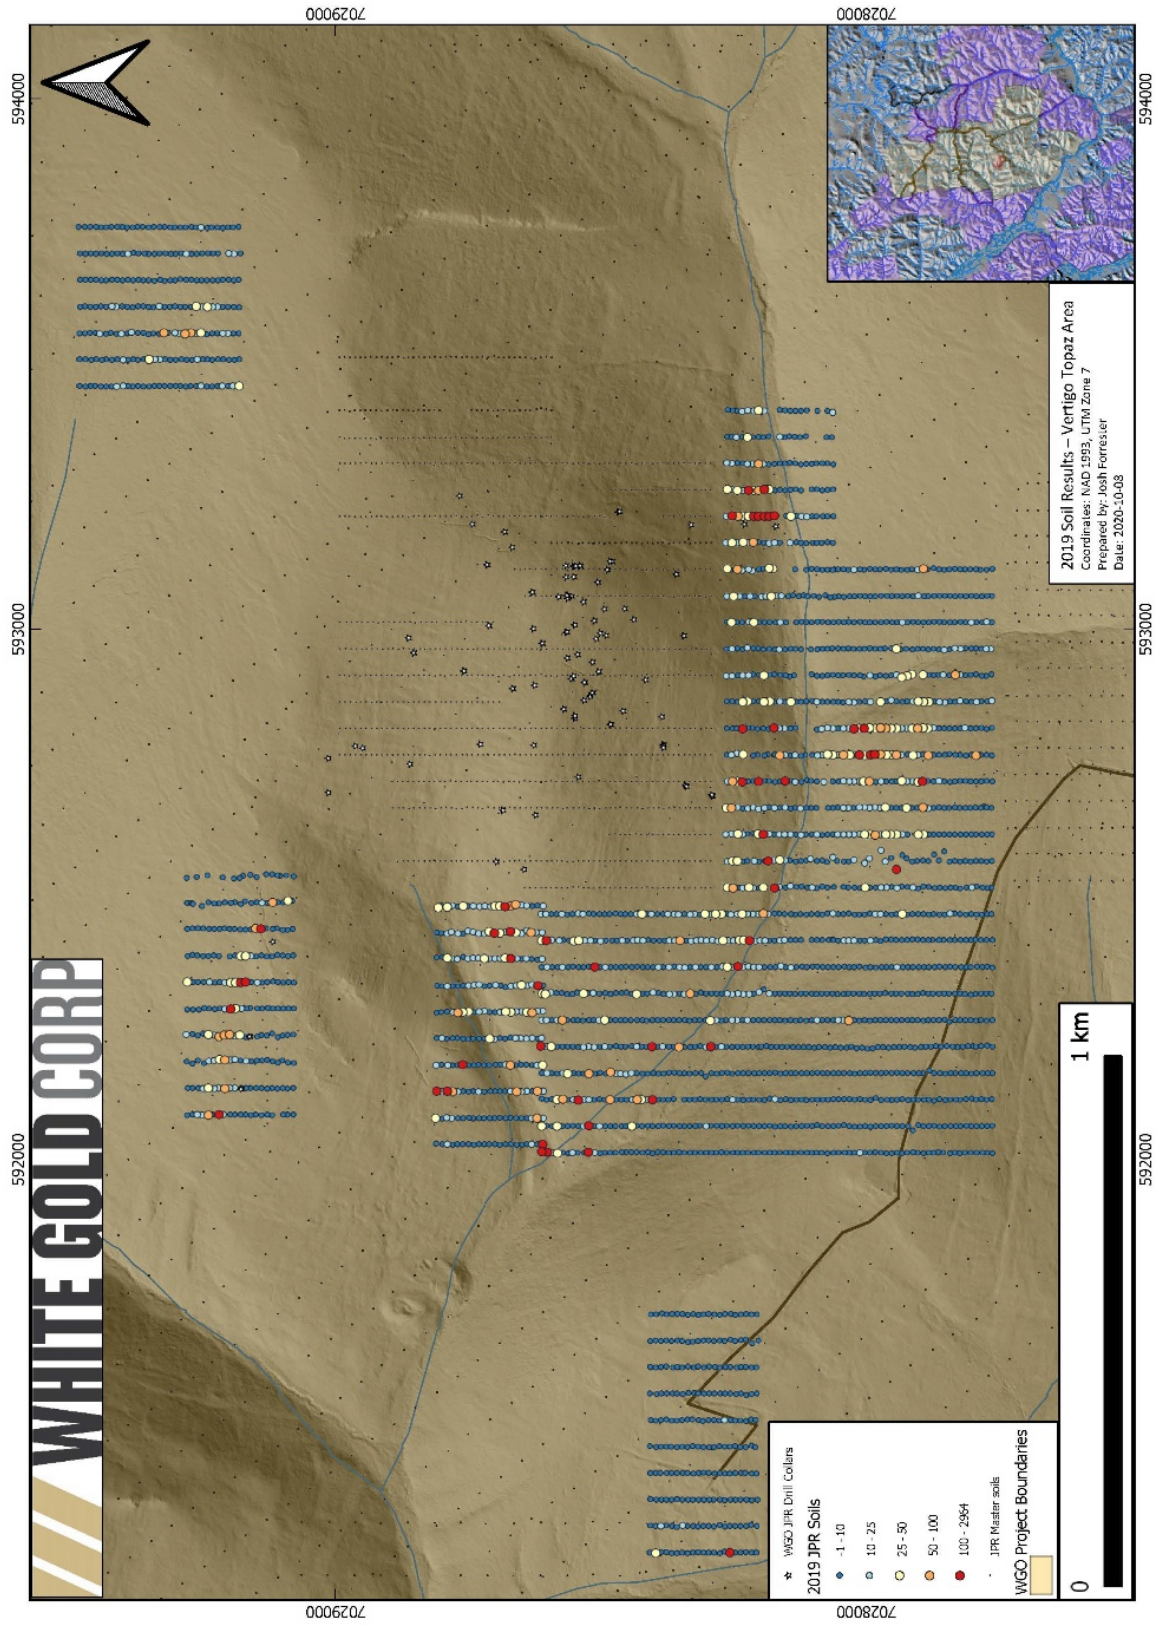 WHITE GOLD CORP
592000
593000
594000
7029000
7028000
7029000
7028000
592000
593000
594000
WGO JPR Drill Collars
2019 JPR Soils
-1 - 10
10 - 25
25 - 50
50 - 100
100 - 2964
JPR Master soils
WGO Project Boundaries
0
1 km
2019 Soil Results – Vertigo Topaz Area
Coordinates: NAD 1993, UTM Zone 7
Prepared by: Josh Forrester
Date: 2020-10-08